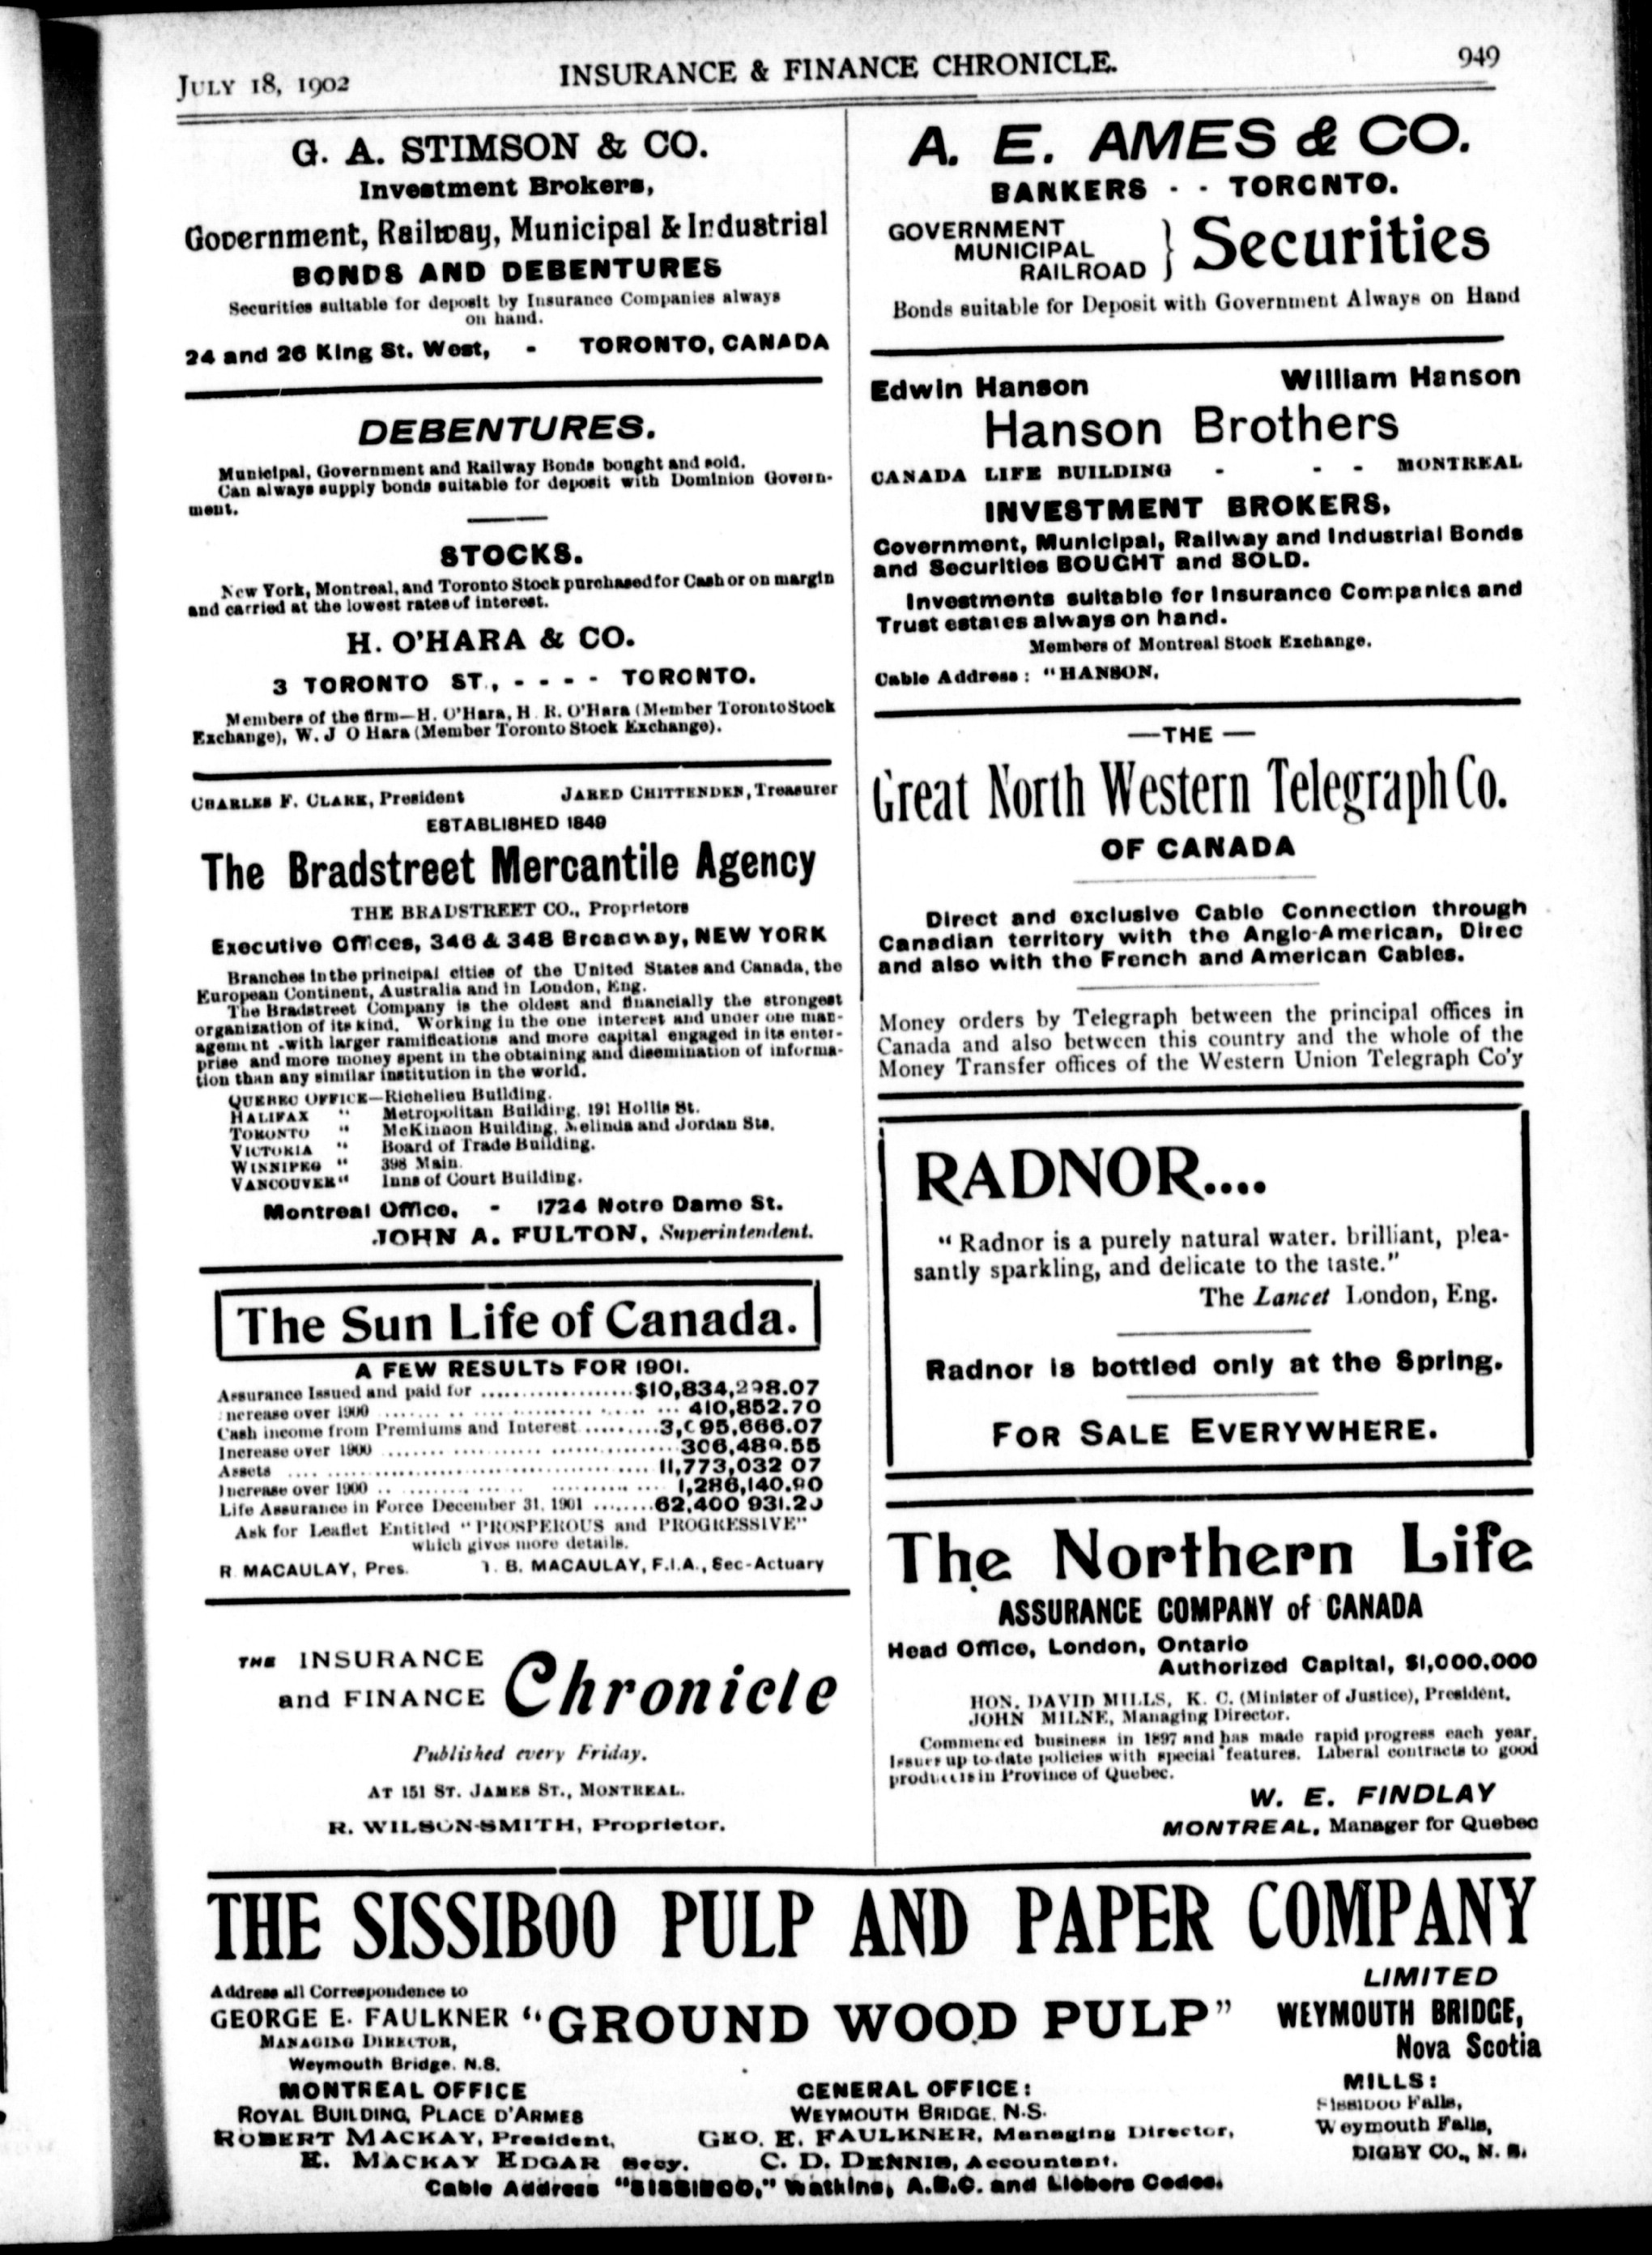 JULY 18, 1902
INSURANCE & FINANCE CHRONICLE.
949
G. A. STIMSON & CO.
Investment Brokers,
Government, Railway, Municipal & Industrial
BONDS AND DEBENTURES
Securities suitable for deposit by Insurance Companies always
on hand.
24 and 26 King St. West, - TORONTO, CANADA
DEBENTURES.
Municipal, Government and Railway Bonds bought and sold.
Can always supply bonds suitable for deposit with Dominion Govern-
ment.
STOCKS.
New York, Montreal, and Toronto Stock purchased for Cash or on margin
and carried at the lowest rates of interest.
H. O'HARA & CO.
3 TORONTO ST., - - - - TORONTO.
Members of the firm—H. O'Hara, H. R. O'Hara (Member Toronto Stock
Exchange), W. J O Hara (Member Toronto Stock Exchange).
CHARLES F. CLARK, President JARED CHITTENDEN, Treasurer
ESTABLISHED 1849
The Bradstreet Mercantile Agency
THE BRADSTREET CO., Proprietors
Executive Offices, 346 & 348 Broadway, NEW YORK
Branches in the principal cities of the United States and Canada, the
European Continent, Australia and in London, Eng.
The Bradstreet Company is the oldest and financially the strongest
organization of its kind. Working in the one interest and under one man-
agement with larger ramifications and more capital engaged in its enter-
prise and more money spent in the obtaining and disemination of informa-
tion than any similar institution in the world.
QUEBEC OFFICE—Richelieu Building.
HALIFAX " Metropolitan Building, 191 Hollis St.
TORONTO " McKinnon Building, Melinda and Jordan Sts.
VICTORIA " Board of Trade Building.
WINNIPEG " 398 Main.
VANCOUVER " Inns of Court Building.
Montreal Office, - 1724 Notre Dame St.
JOHN A. FULTON, Superintendent.
The Sun Life of Canada.
A FEW RESULTS FOR 1901.
Assurance Issued and paid for ........ $10,834,298.07
Increase over 1900 ........ 410,852.70
Cash income from Premiums and Interest ........ 3,095,666.07
Increase over 1900 ........ 306,489.55
Assets ........ 11,773,032 07
Increase over 1900 ........ 1,286,140.90
Life Assurance in Force December 31, 1901 ........ 62,400 931.20
Ask for Leaflet Entitled "PROSPEROUS and PROGRESSIVE"
which gives more details.
R MACAULAY, Pres. T. B. MACAULAY, F.I.A., Sec-Actuary
THE INSURANCE
and FINANCE Chronicle
Published every Friday.
AT 151 ST. JAMES ST., MONTREAL.
R. WILSON-SMITH, Proprietor.
A. E. AMES & CO.
BANKERS - - TORONTO.
GOVERNMENT
MUNICIPAL
RAILROAD } Securities
Bonds suitable for Deposit with Government Always on Hand
Edwin Hanson William Hanson
Hanson Brothers
CANADA LIFE BUILDING - - - MONTREAL
INVESTMENT BROKERS,
Government, Municipal, Railway and Industrial Bonds
and Securities BOUGHT and SOLD.
Investments suitable for Insurance Companies and
Trust estates always on hand.
Members of Montreal Stock Exchange.
Cable Address : "HANSON.
—THE—
Great North Western Telegraph Co.
OF CANADA
Direct and exclusive Cable Connection through
Canadian territory with the Anglo-American, Direc
and also with the French and American Cables.
Money orders by Telegraph between the principal offices in
Canada and also between this country and the whole of the
Money Transfer offices of the Western Union Telegraph Co'y
RADNOR....
"Radnor is a purely natural water. brilliant, plea-
santly sparkling, and delicate to the taste."
The Lancet London, Eng.
Radnor is bottled only at the Spring.
FOR SALE EVERYWHERE.
The Northern Life
ASSURANCE COMPANY of CANADA
Head Office, London, Ontario
Authorized Capital, $1,000,000
HON. DAVID MILLS, K. C. (Minister of Justice), President.
JOHN MILNE, Managing Director.
Commenced business in 1897 and has made rapid progress each year.
Issues up to date policies with special features. Liberal contracts to good
producers in Province of Quebec.
W. E. FINDLAY
MONTREAL, Manager for Quebec
THE SISSIBOO PULP AND PAPER COMPANY
LIMITED
Address all Correspondence to
GEORGE E. FAULKNER
MANAGING DIRECTOR,
Weymouth Bridge, N.S.
"GROUND WOOD PULP"
WEYMOUTH BRIDGE,
Nova Scotia
MONTREAL OFFICE
ROYAL BUILDING, PLACE D'ARMES
ROBERT MACKAY, President,
E. MACKAY EDGAR Secy.
GENERAL OFFICE:
WEYMOUTH BRIDGE, N.S.
GEO. E. FAULKNER, Managing Director,
C. D. DENNIS, Accountant.
MILLS:
Sissiboo Falls,
Weymouth Falls,
DIGBY CO., N. S.
Cable Address "SISSIBOO," Watkins, A.B.C. and Liebers Codes.